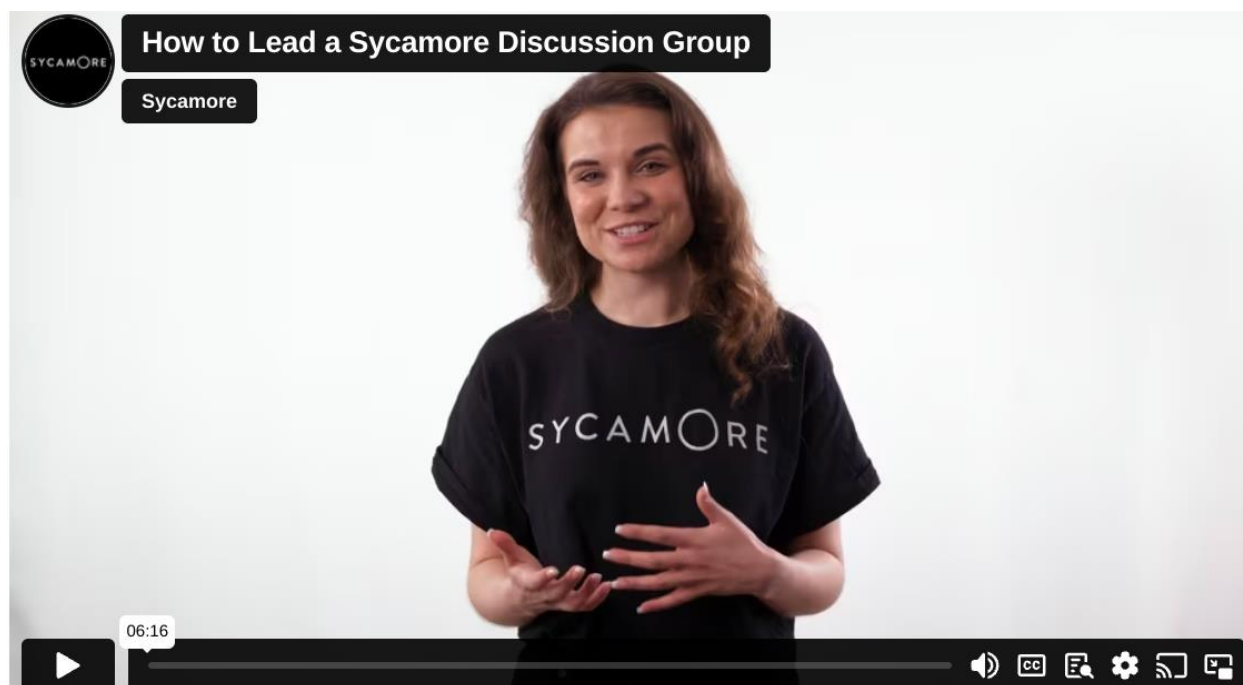 SYCAMORE
How to Lead a Sycamore Discussion Group
Sycamore
SYCAMORE
06:16
CC